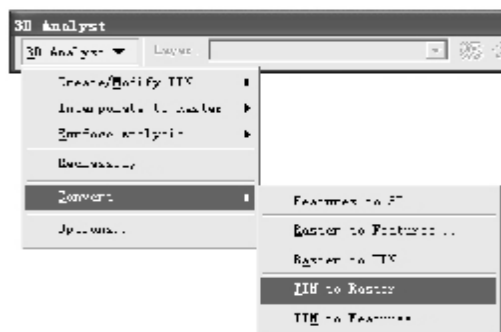 3D Analyst
3D Analyst Layer:
Create/Modify TIN
Interpolate to Raster
Surface Analysis
Reclassify
Convert
Options..
Features to 3D
Raster to Features..
Raster to TIN
TIN to Raster
TIN to Features